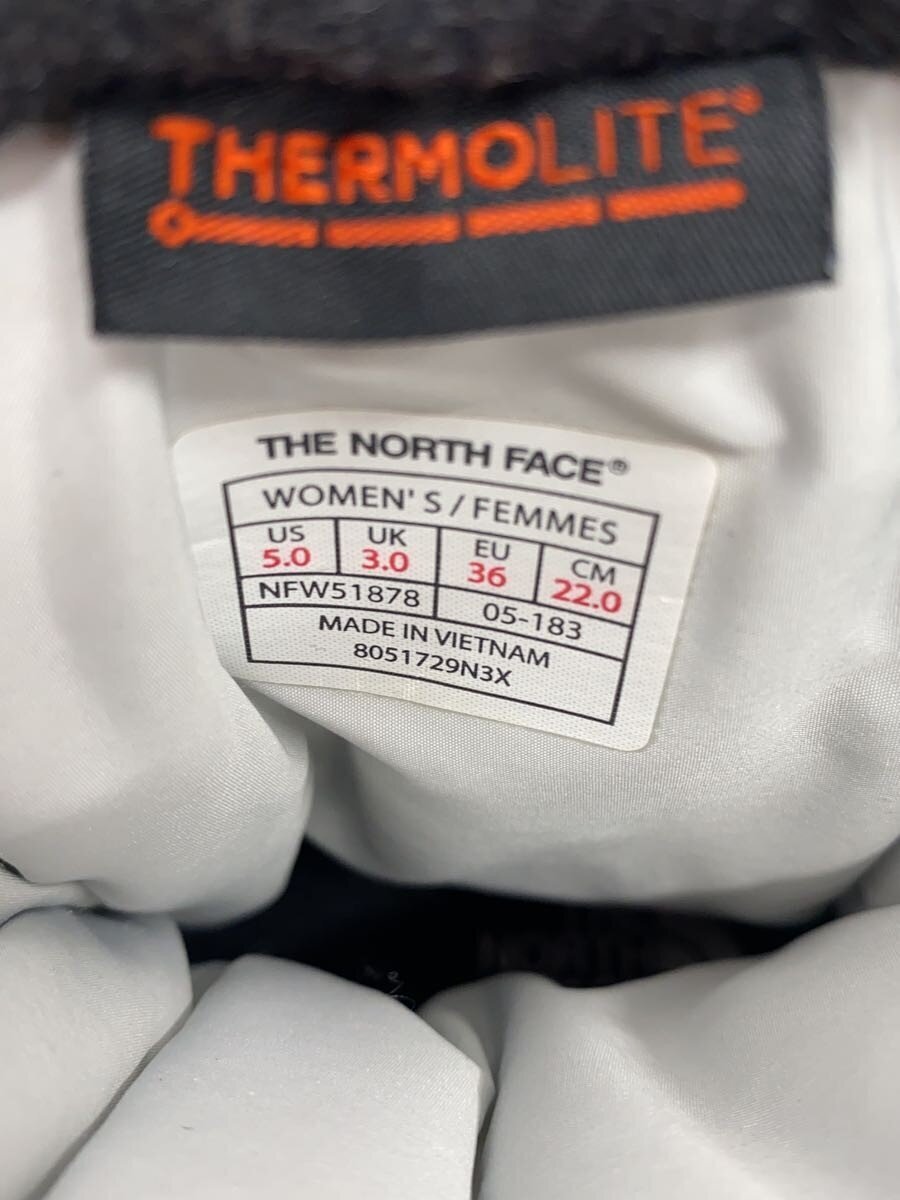 THERMOLITE®
THE NORTH FACE®
WOMEN' S / FEMMES
US UK EU CM
5.0 3.0 36 22.0
NFW51878 05-183
MADE IN VIETNAM
8051729N3X
NORTH